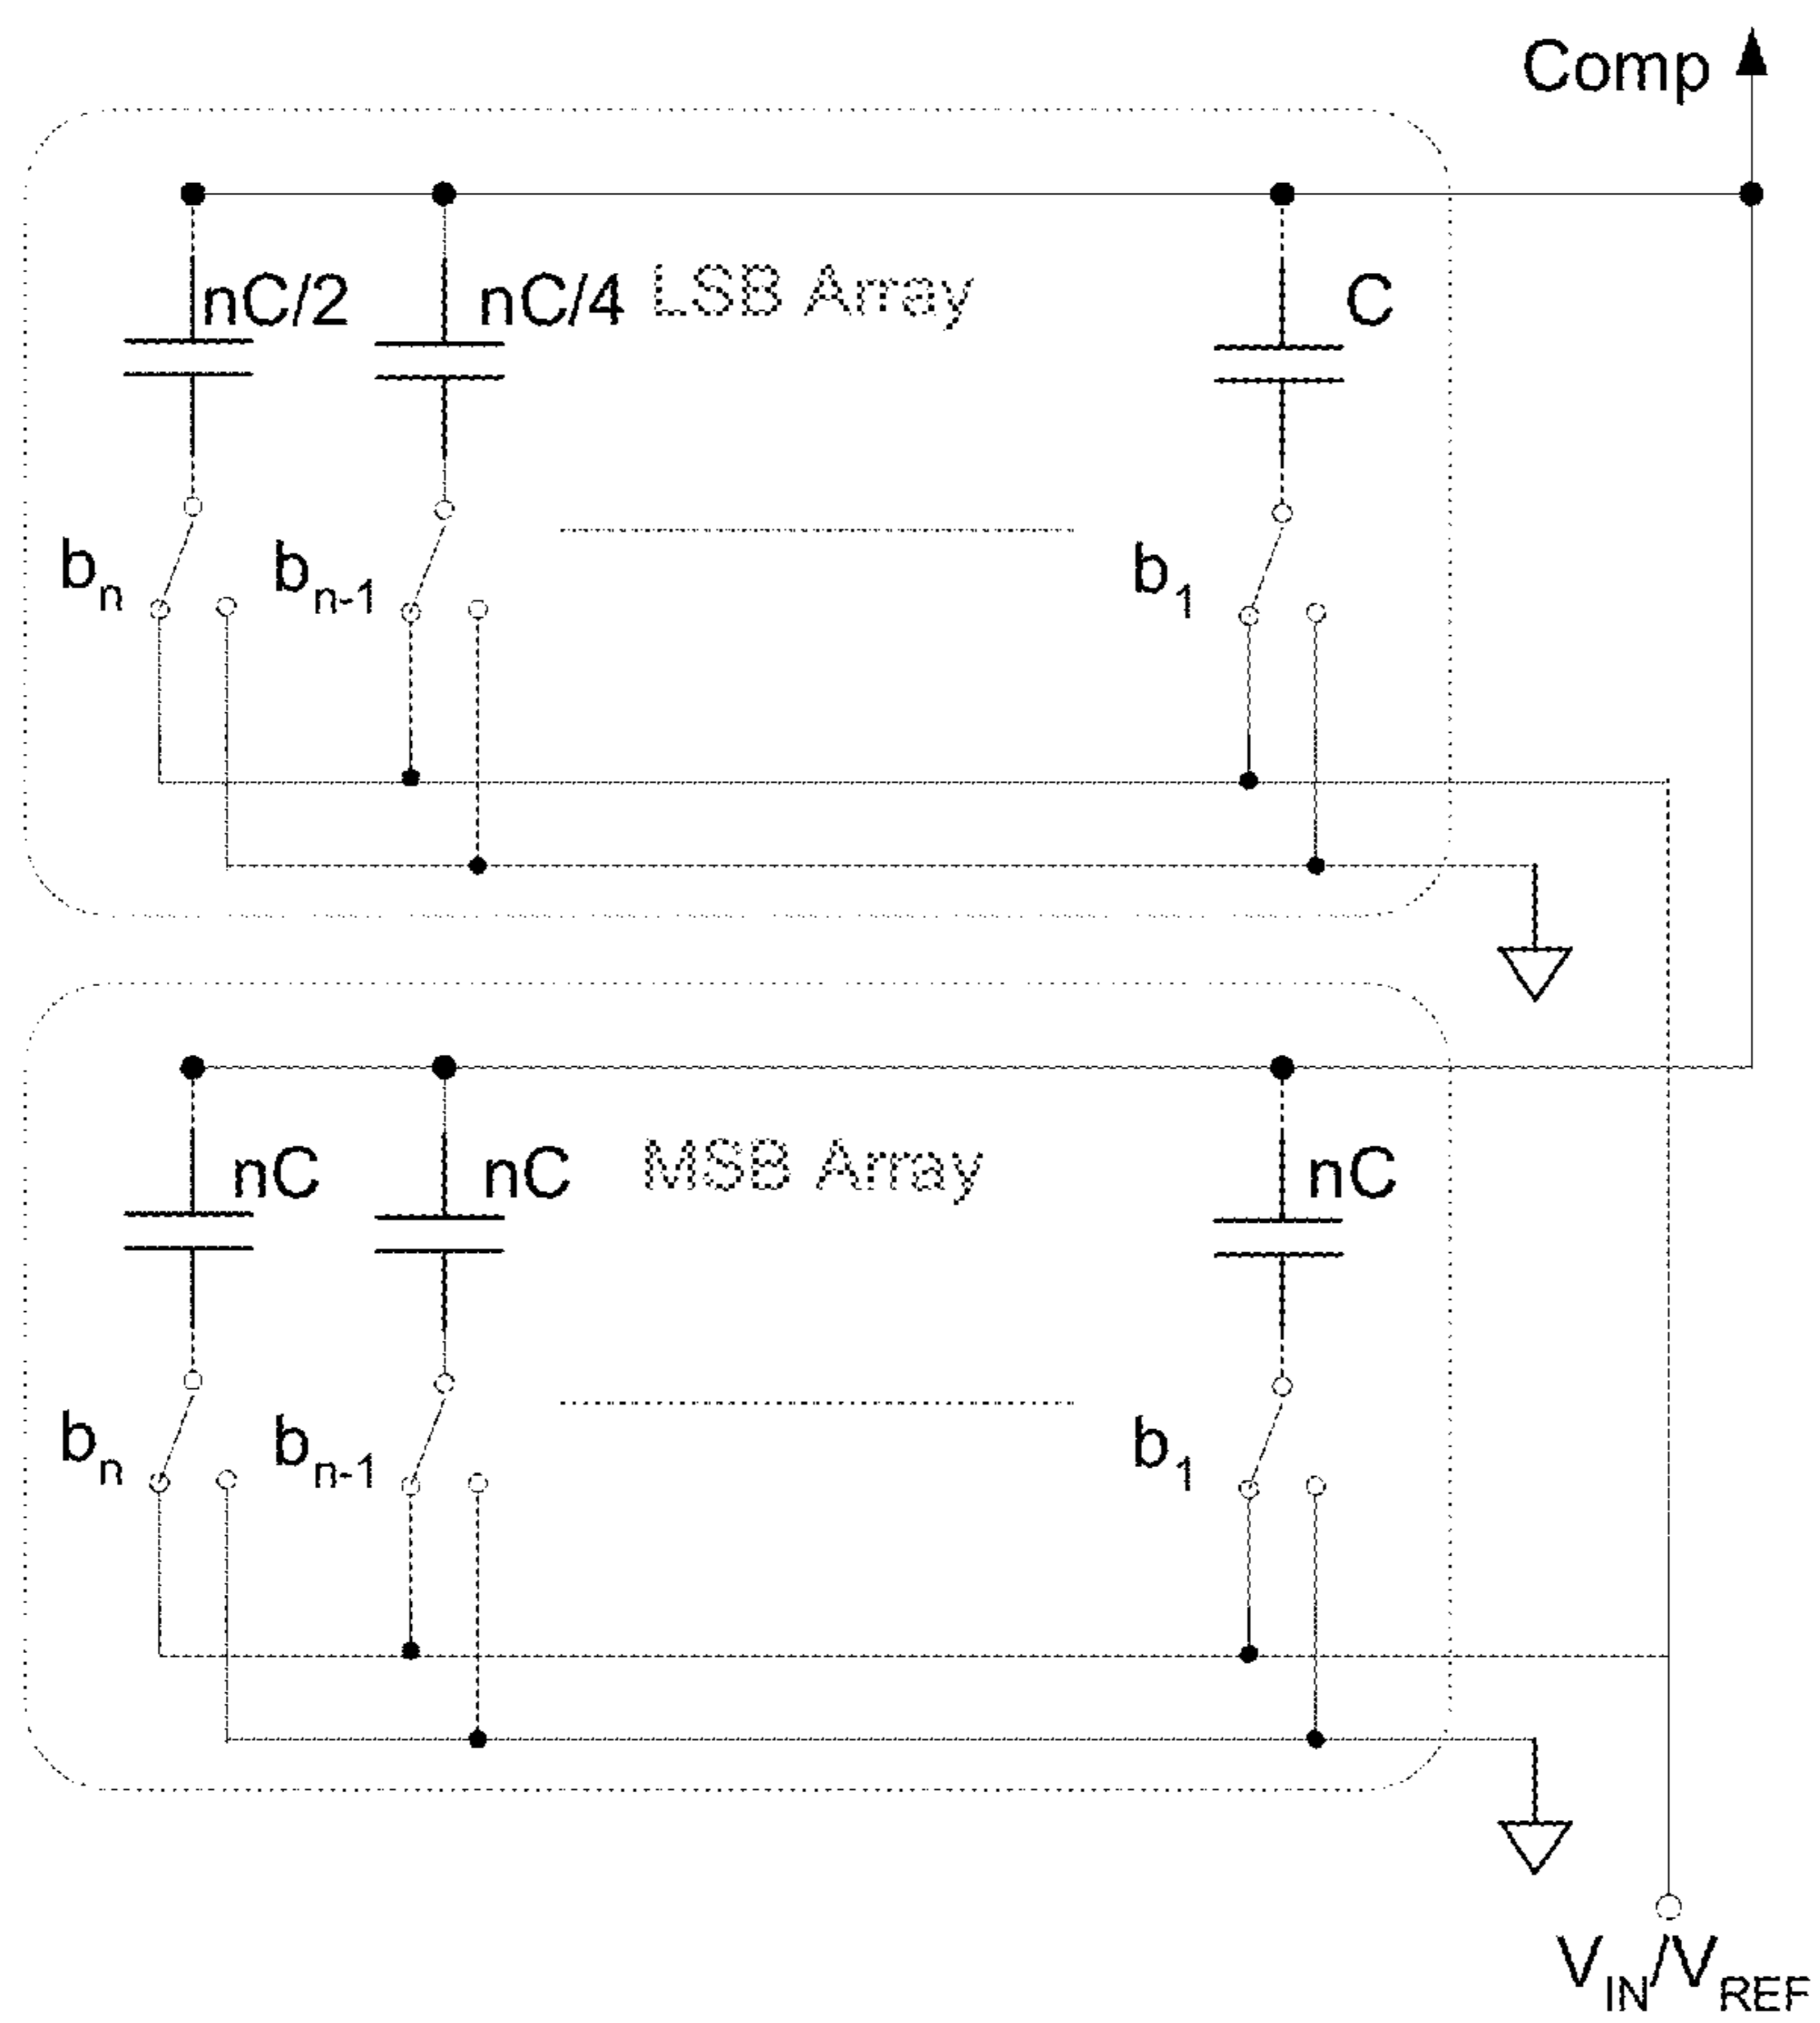 Comp
nC/2 nC/4 LSB Array C
bn bn-1 b1
nC nC MSB Array nC
bn bn-1 b1
VIN/VREF